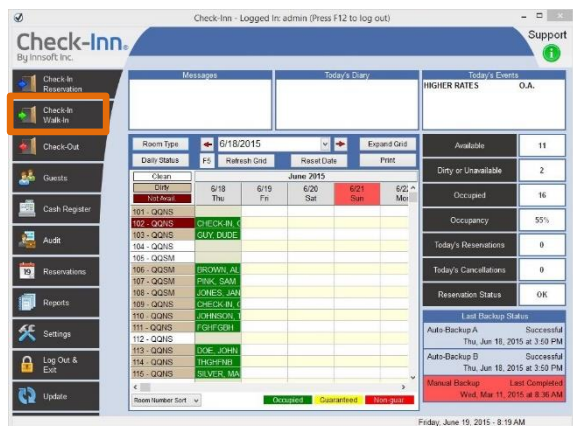 Check-Inn - Logged In: admin (Press F12 to log out)
Check-Inn®
By Innsoft Inc.
Support
Check-In
Reservation
Check-In
Walk-In
Check-Out
Guests
Cash Register
Audit
19 Reservations
Reports
Settings
Log Out &
Exit
Update
Messages
Today's Diary
Today's Events
HIGHER RATES O.A.
Room Type 6/18/2015 Expand Grid
Daily Status F5 Refresh Grid Reset Date Print
Clean June 2015
Dirty 6/18 6/19 6/20 6/21 6/22
Not Avail. Thu Fri Sat Sun Mon
101 - QQNS
102 - QQNS CHECK-IN, C
103 - QQNS GUY, DUDE
104 - QQNS
105 - QQSM
106 - QQSM BROWN, AL
107 - QQSM PINK, SAM
108 - QQSM JONES, JAN
109 - QQNS CHECK-IN, C
110 - QQNS JOHNSON, T
111 - QQNS FGHFGBH
112 - QQNS
113 - QQNS DOE, JOHN
114 - QQNS THGHFNB
115 - QQNS SILVER, MA
Room Number Sort Occupied Guaranteed Non-guar
Available 11
Dirty or Unavailable 2
Occupied 16
Occupancy 55%
Today's Reservations 0
Today's Cancellations 0
Reservation Status OK
Last Backup Status
Auto-Backup A Successful
Thu, Jun 18, 2015 at 3:50 PM
Auto-Backup B Successful
Thu, Jun 18, 2015 at 3:50 PM
Manual Backup Last Completed
Wed, Mar 11, 2015 at 8:36 AM
Friday, June 19, 2015 - 8:19 AM